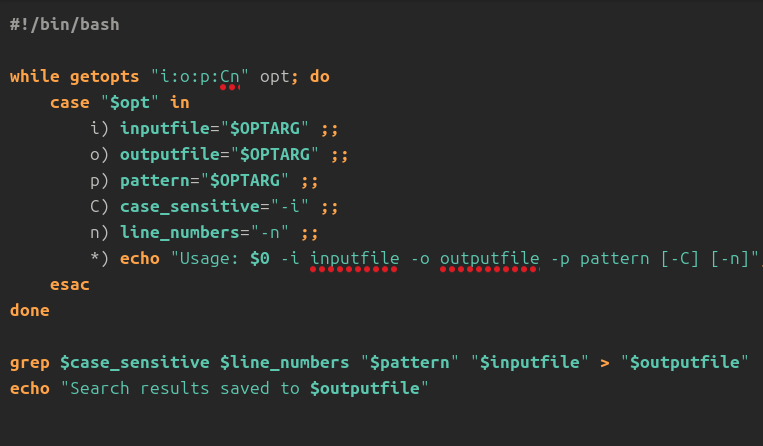 #!/bin/bash
while getopts "i:o:p:Cn" opt; do
    case "$opt" in
        i) inputfile="$OPTARG" ;;
        o) outputfile="$OPTARG" ;;
        p) pattern="$OPTARG" ;;
        C) case_sensitive="-i" ;;
        n) line_numbers="-n" ;;
        *) echo "Usage: $0 -i inputfile -o outputfile -p pattern [-C] [-n]";
    esac
done
grep $case_sensitive $line_numbers "$pattern" "$inputfile" > "$outputfile"
echo "Search results saved to $outputfile"